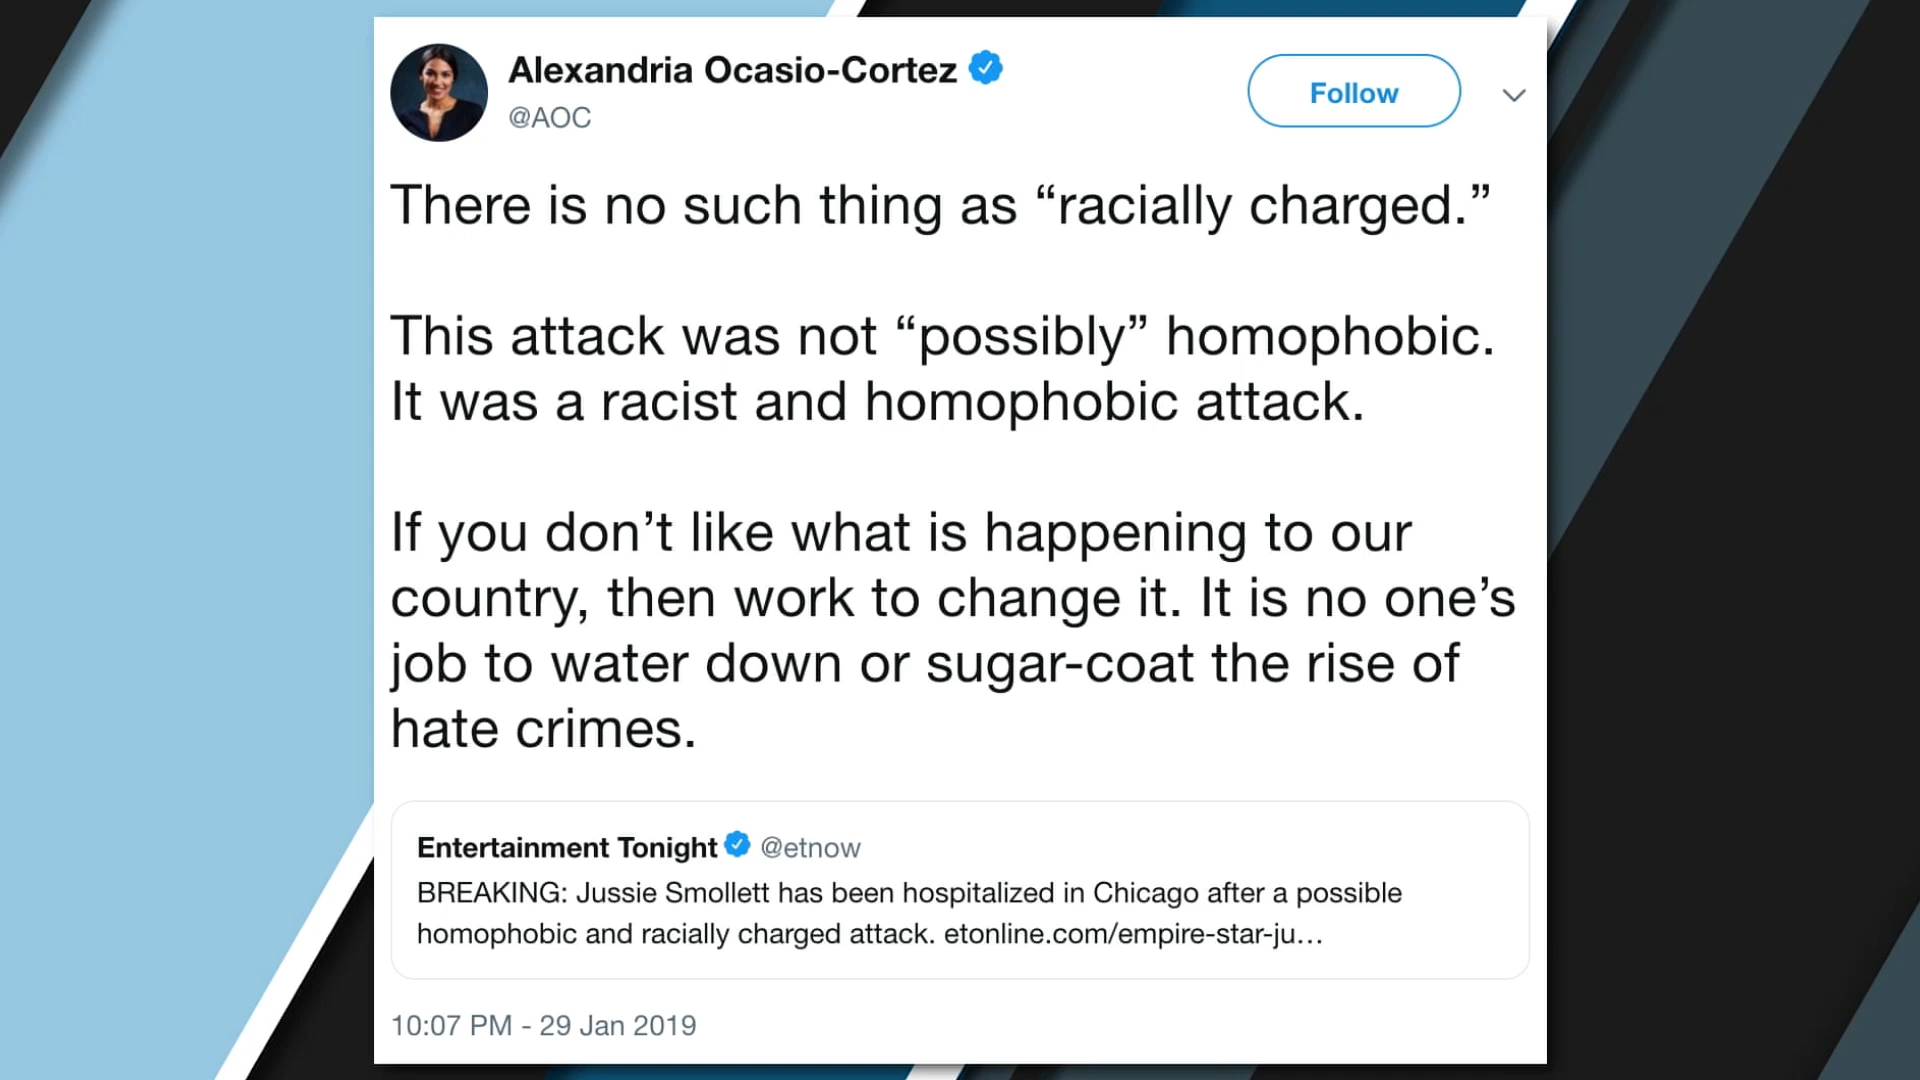 Alexandria Ocasio-Cortez
@AOC
Follow
There is no such thing as “racially charged.”
This attack was not “possibly” homophobic.
It was a racist and homophobic attack.
If you don’t like what is happening to our
country, then work to change it. It is no one’s
job to water down or sugar-coat the rise of
hate crimes.
Entertainment Tonight @etnow
BREAKING: Jussie Smollett has been hospitalized in Chicago after a possible
homophobic and racially charged attack. etonline.com/empire-star-ju…
10:07 PM - 29 Jan 2019